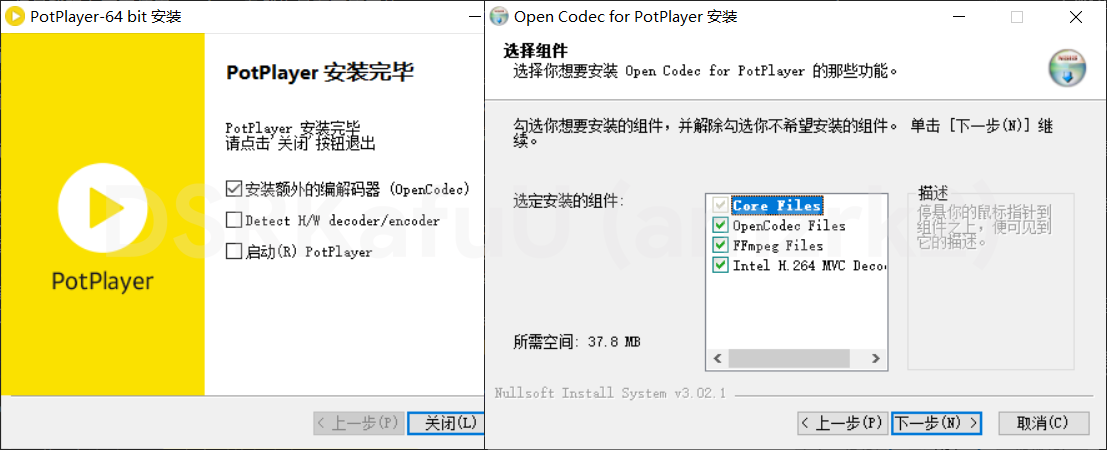 PotPlayer-64 bit 安装
PotPlayer 安装完毕
PotPlayer 安装完毕
请点击'关闭'按钮退出
安装额外的编解码器 (OpenCodec)
Detect H/W decoder/encoder
启动(R) PotPlayer
PotPlayer
< 上一步(P)
关闭(L)
Open Codec for PotPlayer 安装
选择组件
选择你想要安装 Open Codec for PotPlayer 的那些功能。
勾选你想要安装的组件，并解除勾选你不希望安装的组件。 单击 [下一步(N)] 继
续。
选定安装的组件:
Core Files
OpenCodec Files
FFmpeg Files
Intel H.264 MVC Deco
描述
停悬你的鼠标指针到
组件之上，便可见到
它的描述。
所需空间: 37.8 MB
Nullsoft Install System v3.02.1
< 上一步(P)
下一步(N) >
取消(C)